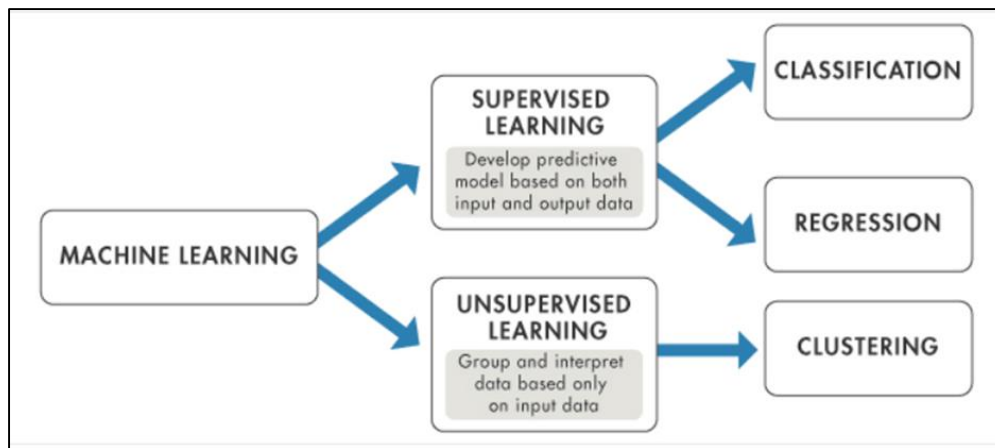 MACHINE LEARNING
SUPERVISED
LEARNING
Develop predictive
model based on both
input and output data
UNSUPERVISED
LEARNING
Group and interpret
data based only
on input data
CLASSIFICATION
REGRESSION
CLUSTERING